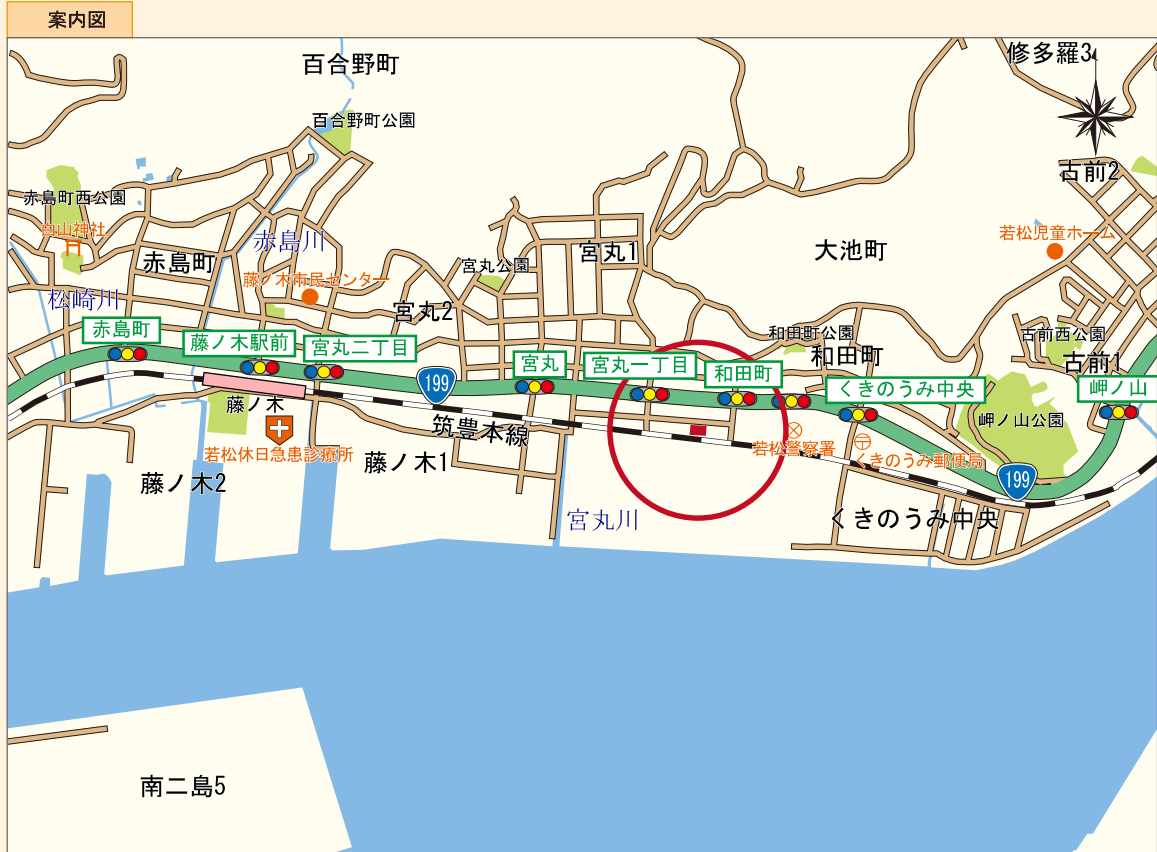 案内図
修多羅3
百合野町
百合野町公園
古前2
赤島町西公園
白山神社
若松児童ホーム
赤島川
宮丸1
大池町
赤島町
宮丸公園
藤ノ木市民センター
松崎川
宮丸2
赤島町
和田町公園
古前西公園
藤ノ木駅前
宮丸二丁目
和田町
古前1
宮丸
宮丸一丁目
和田町
199
くきのうみ中央
岬ノ山
藤ノ木
岬ノ山公園
筑豊本線
若松休日急患診療所
藤ノ木1
若松警察署
くきのうみ郵便局
199
藤ノ木2
宮丸川
くきのうみ中央
南二島5